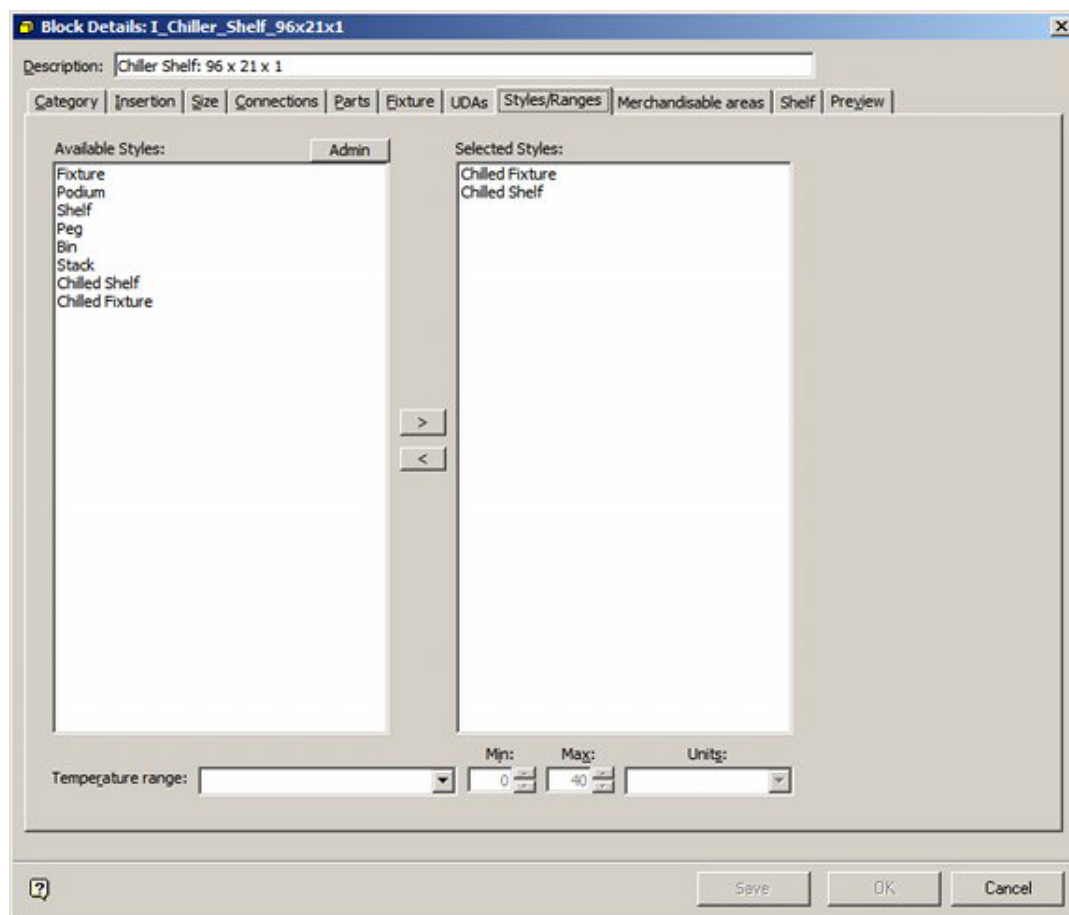 Block Details: I_Chiller_Shelf_96x21x1
Description: Chiller Shelf: 96 x 21 x 1
Category Insertion Size Connections Parts Fixture UDAs Styles/Ranges Merchandisable areas Shelf Preview
Available Styles: Admin Selected Styles:
Fixture Chilled Fixture
Podium Chilled Shelf
Shelf
Peg
Bin
Stack
Chilled Shelf
Chilled Fixture
>
<
Min: Max: Units:
Temperature range: 0 40
Save OK Cancel